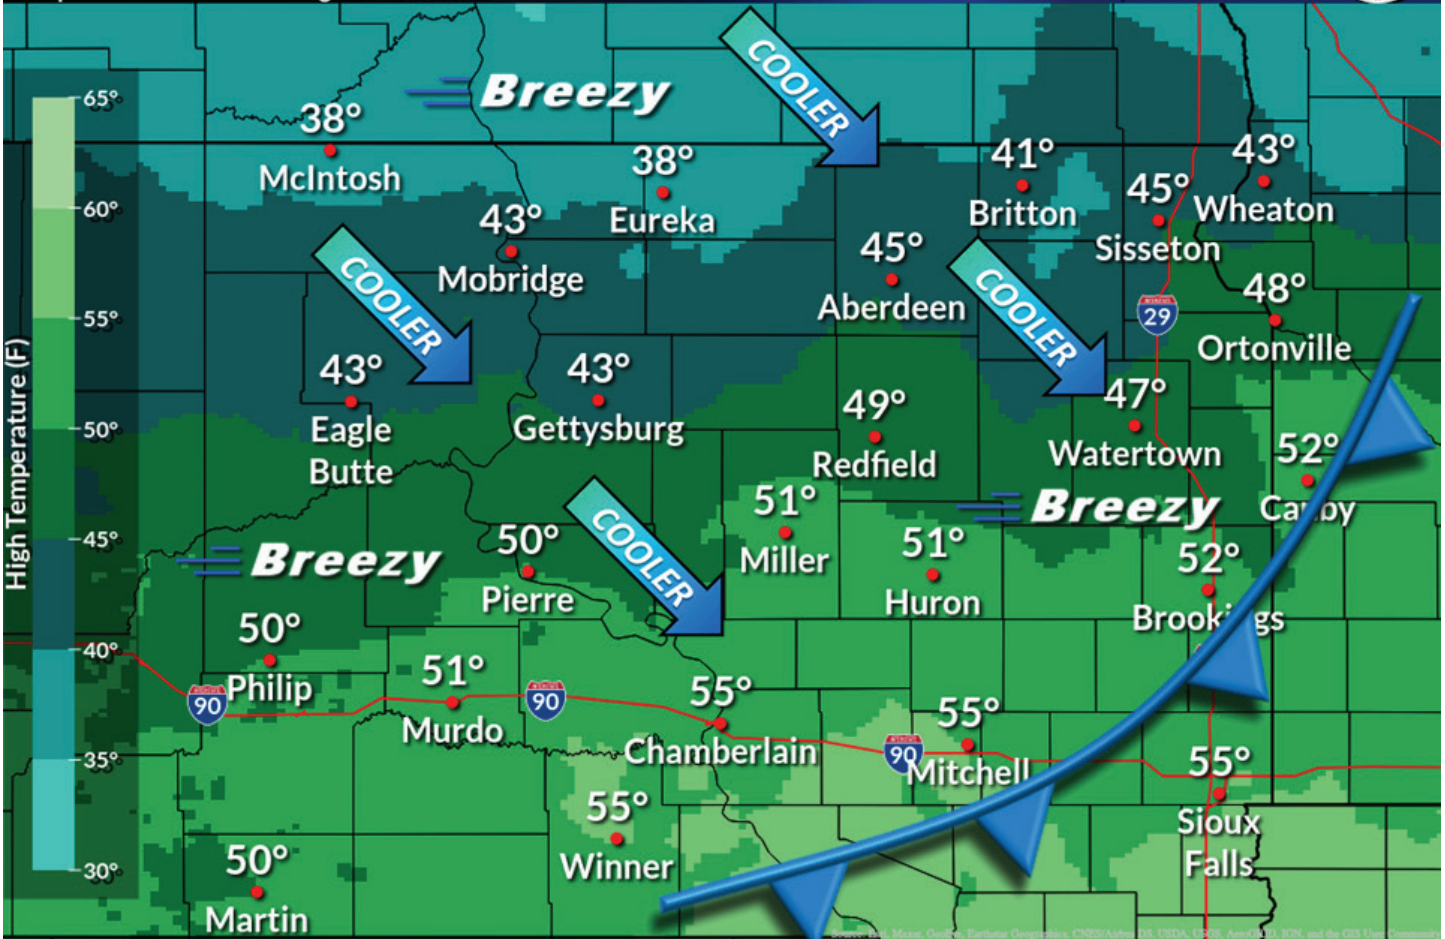 65°
60°
55°
50°
45°
40°
35°
30°
High Temperature (F)
COOLER
Breezy
38°
McIntosh
38°
Eureka
41°
Britton
43°
Wheaton
45°
Sisseton
43°
Mobridge
45°
Aberdeen
COOLER
COOLER
29
48°
Ortonville
43°
Eagle
Butte
43°
Gettysburg
49°
Redfield
47°
Watertown
52°
Canby
Breezy
51°
Miller
COOLER
Breezy
50°
Pierre
51°
Huron
52°
Brookings
50°
Philip
90
51°
Murdo
90
55°
Chamberlain
90
55°
Mitchell
55°
Sioux
Falls
55°
Winner
50°
Martin